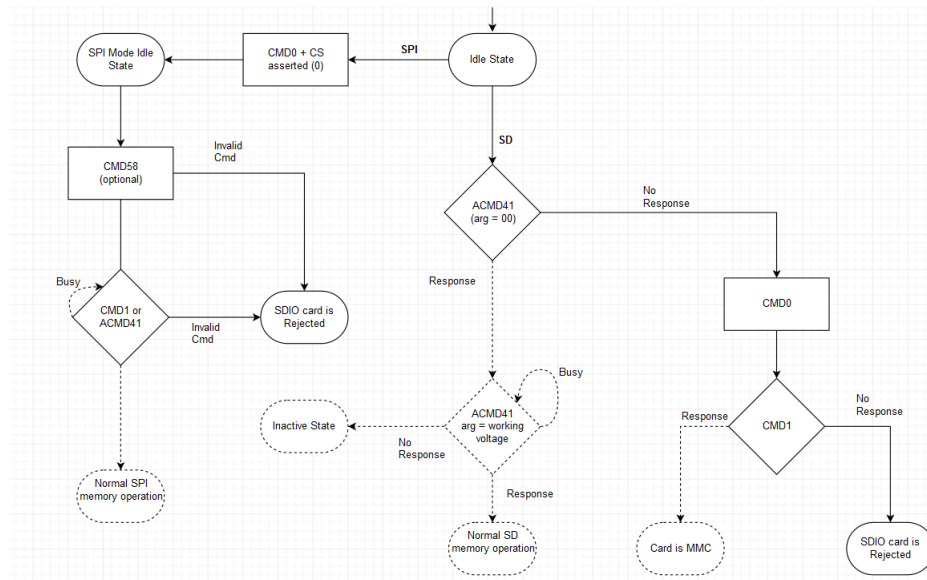 SPI Mode Idle
State
CMD0 + CS
asserted (0)
SPI
Idle State
SD
CMD58
(optional)
Invalid
Cmd
ACMD41
(arg = 00)
No
Response
Response
Busy
CMD1 or
ACMD41
Invalid
Cmd
SDIO card is
Rejected
CMD0
Busy
ACMD41
arg = working
voltage
Inactive State
No
Response
Response
CMD1
No
Response
Response
Normal SPI
memory operation
Normal SD
memory operation
Card is MMC
SDIO card is
Rejected